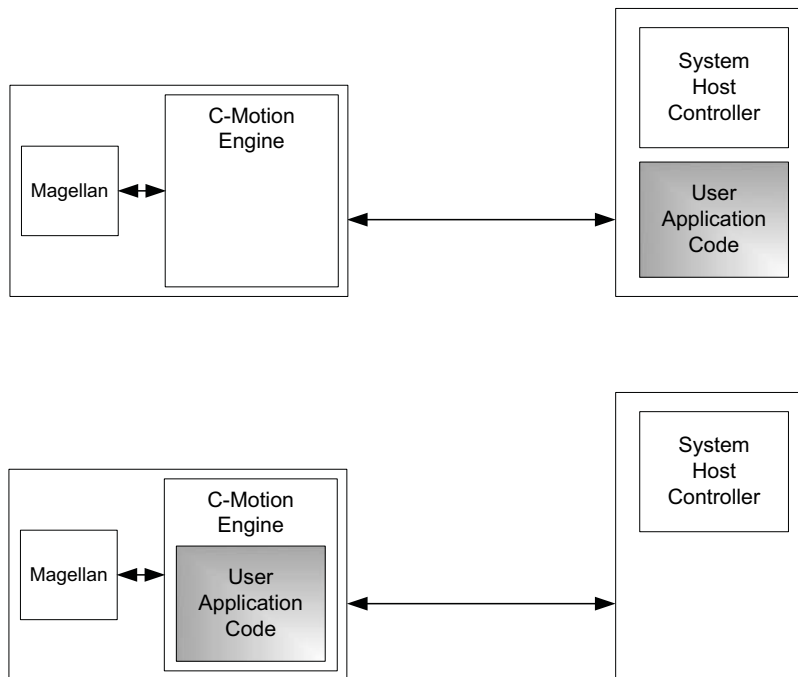 C-Motion
Engine
Magellan
System
Host
Controller
User
Application
Code
C-Motion
Engine
Magellan
User
Application
Code
System
Host
Controller